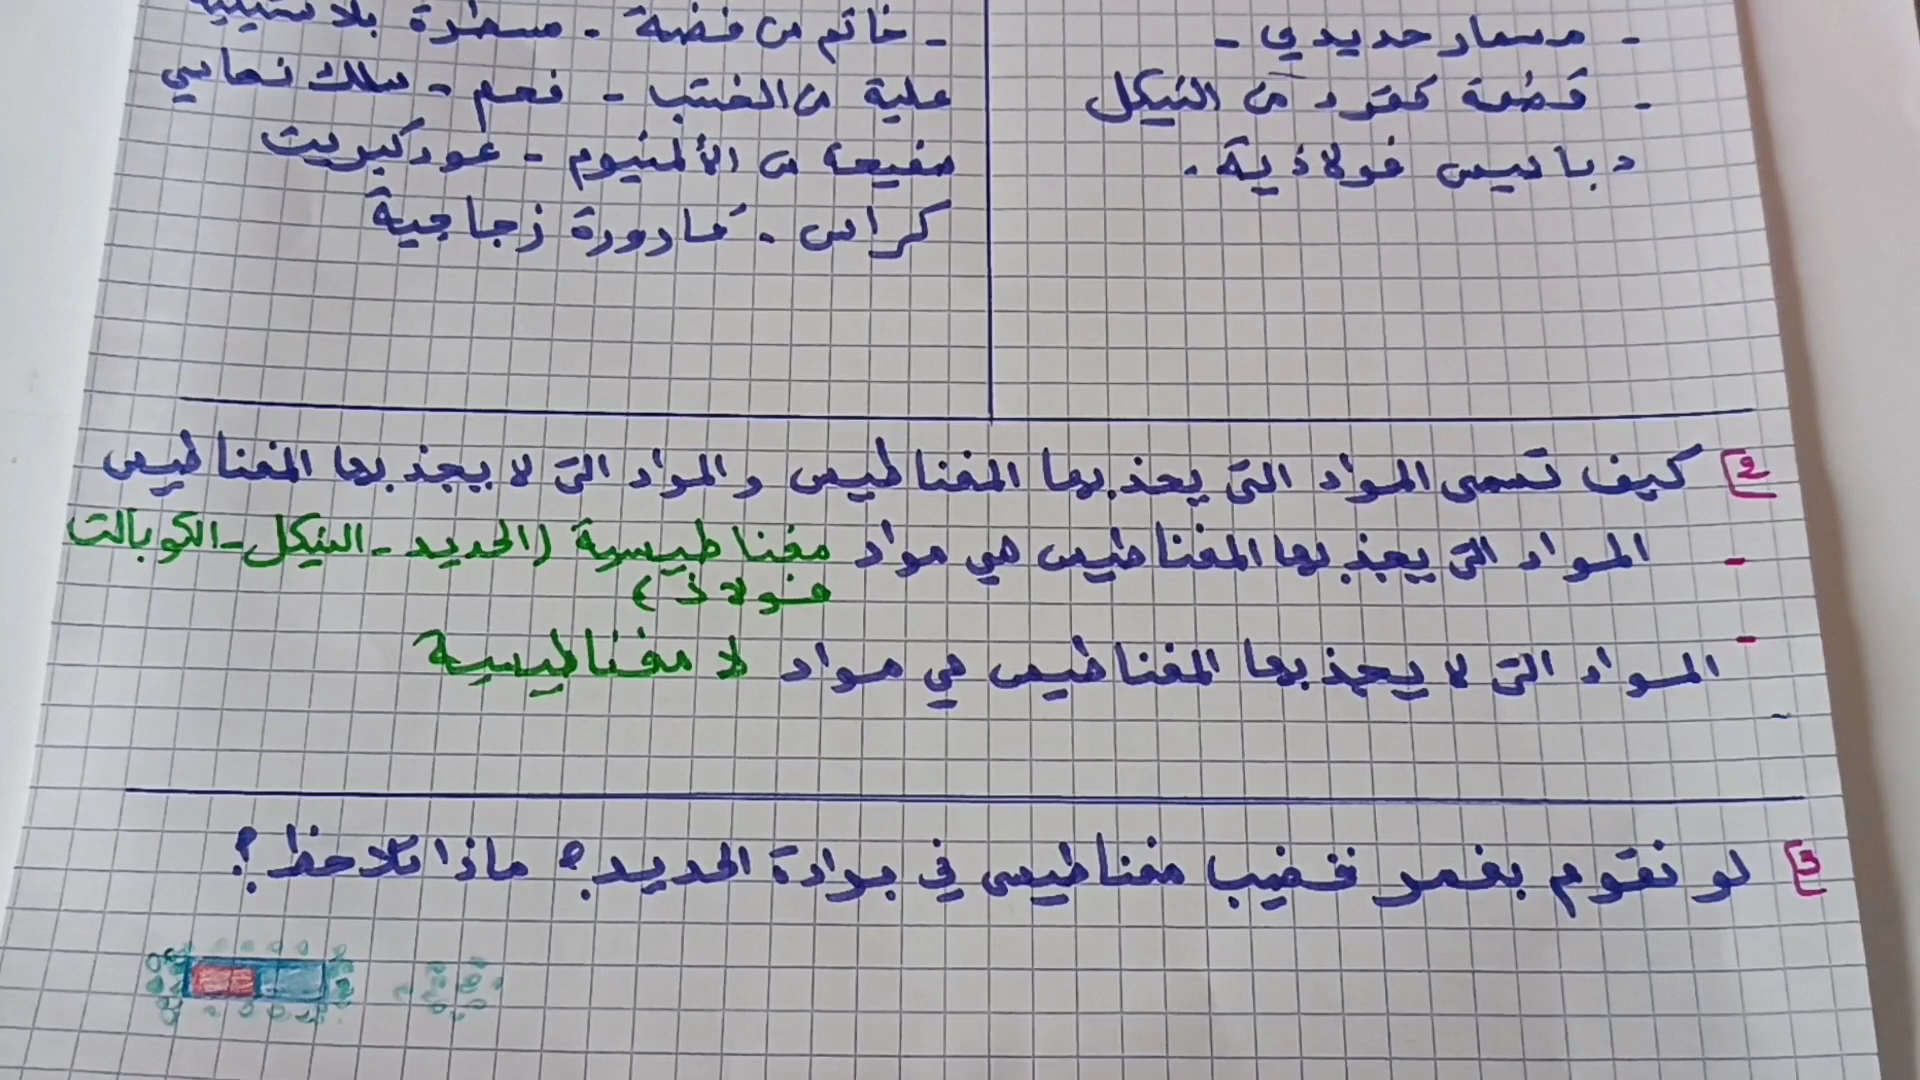 - مسمار حديدي -
- قطعة نقود من النيكل
دبابيس فولاذية.
- خاتم من فضة - مسطرة بلاستيكية
علبة من الخشب - فحم - سلك نحاسي
صفيحة من الألمنيوم - عود كبريت
كراس - قارورة زجاجية
2] كيف تسمى المواد التي يجذبها المغناطيس والمواد التي لا يجذبها المغناطيس
- المواد التي يجذبها المغناطيس هي مواد مغناطيسية (الحديد - النيكل - الكوبالت
فولاذ)
- المواد التي لا يجذبها المغناطيس هي مواد لا مغناطيسية
3] لو نقوم بغمر قضيب مغناطيسي في برادة الحديد؟ ماذا نلاحظ؟